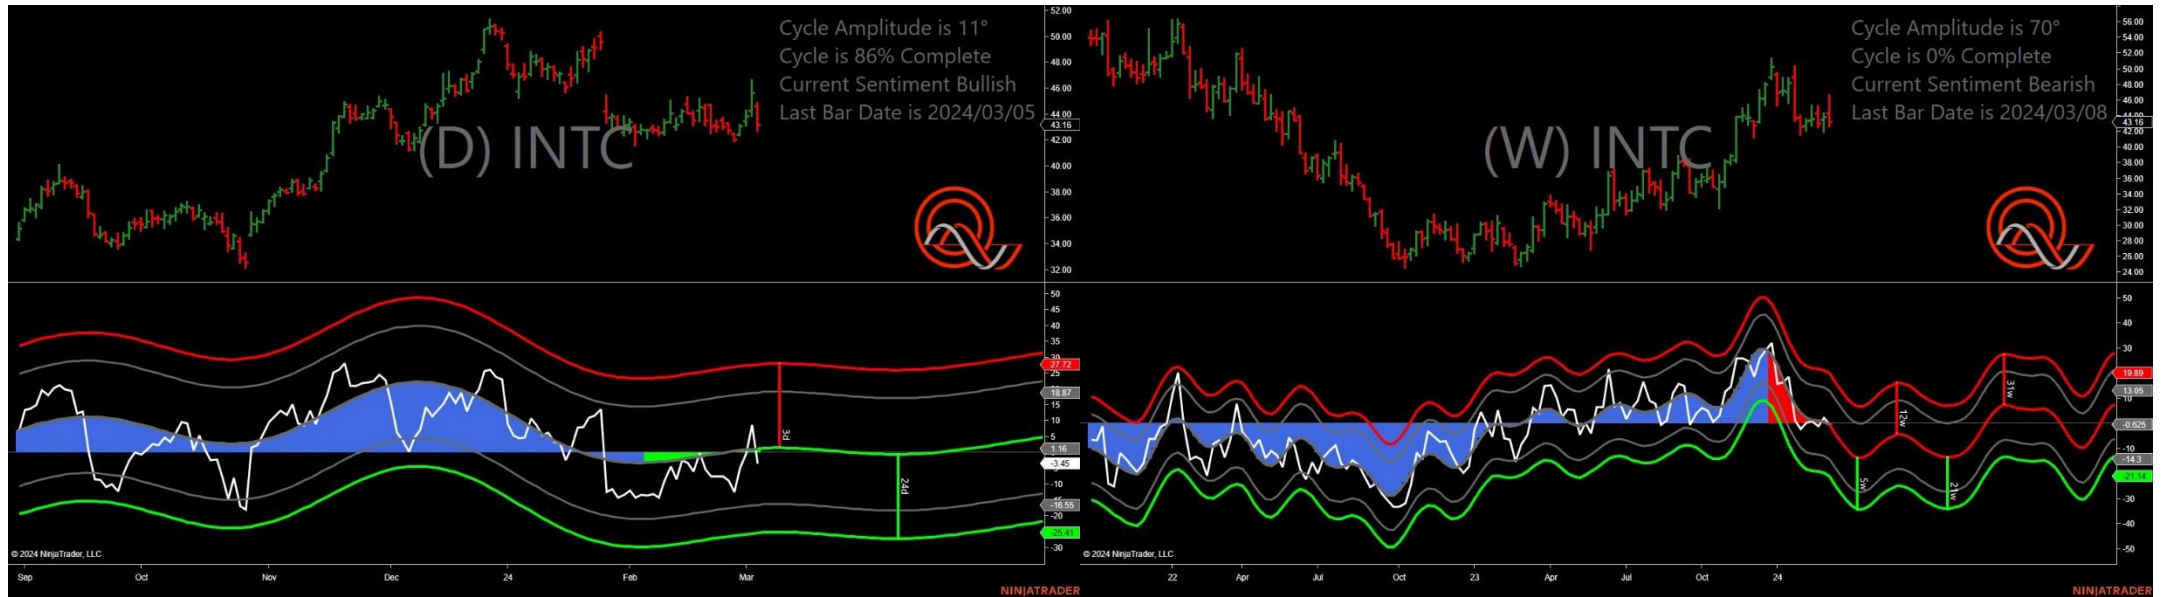 Cycle Amplitude is 11°
Cycle is 86% Complete
Current Sentiment Bullish
Last Bar Date is 2024/03/05
(D) INTC
52.00
50.00
48.00
46.00
44.00
43.16
42.00
40.00
38.00
36.00
34.00
32.00
50
45
40
35
30
27.72
25
18.87
15
10
5
1.16
-3.45
-10
-16.55
-20
-25.41
-30
3d
24d
© 2024 NinjaTrader, LLC
Sep Oct Nov Dec 24 Feb Mar
NINJATRADER
Cycle Amplitude is 70°
Cycle is 0% Complete
Current Sentiment Bearish
Last Bar Date is 2024/03/08
(W) INTC
56.00
54.00
52.00
50.00
48.00
46.00
44.00
43.16
42.00
40.00
38.00
36.00
34.00
32.00
30.00
28.00
26.00
24.00
50
40
30
19.89
13.95
10
-0.625
-10
-14.3
-21.14
-30
-40
-50
5w
12w
21w
31w
© 2024 NinjaTrader, LLC
22 Apr Jul Oct 23 Apr Jul Oct 24
NINJATRADER